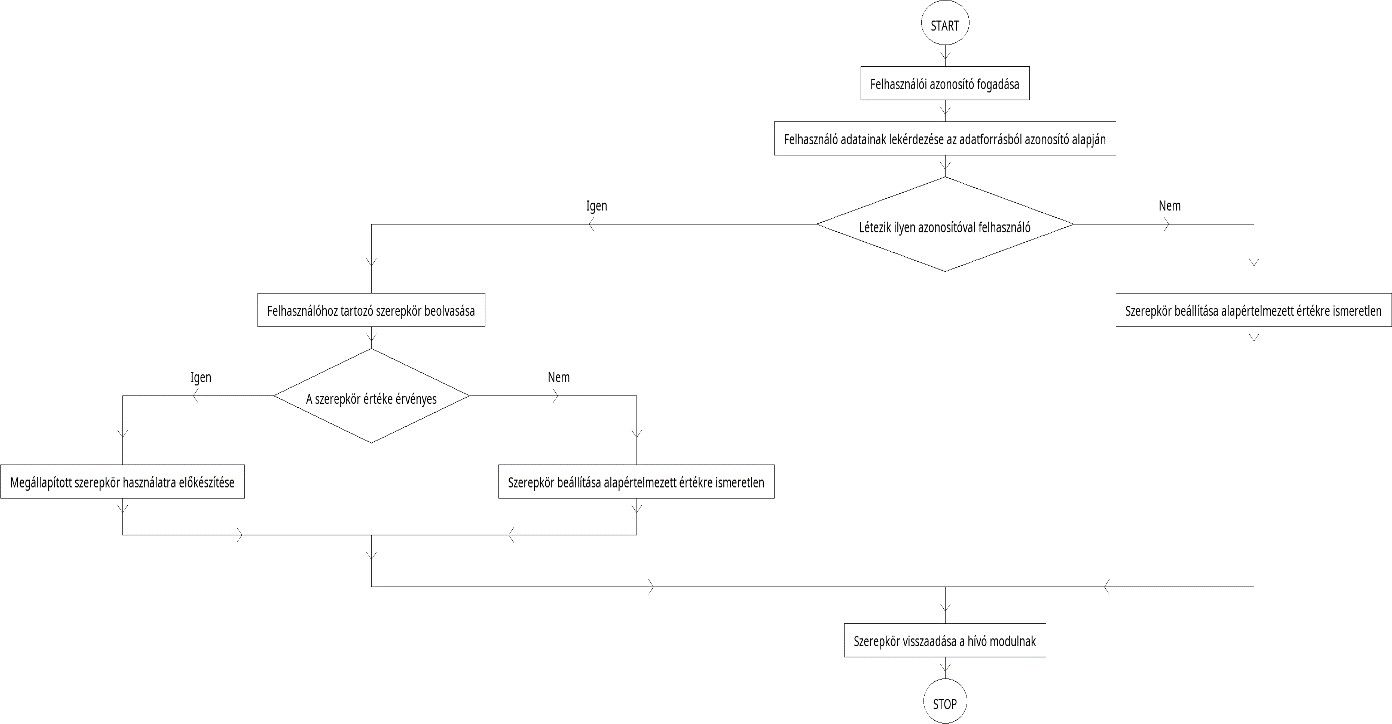 START
Felhasználói azonosító fogadása
Felhasználó adatainak lekérdezése az adatforrásból azonosító alapján
Létezik ilyen azonosítóval felhasználó
Igen
Nem
Felhasználóhoz tartozó szerepkör beolvasása
Szerepkör beállítása alapértelmezett értékre ismeretlen
A szerepkör értéke érvényes
Igen
Nem
Megállapított szerepkör használatra előkészítése
Szerepkör beállítása alapértelmezett értékre ismeretlen
Szerepkör visszaadása a hívó modulnak
STOP